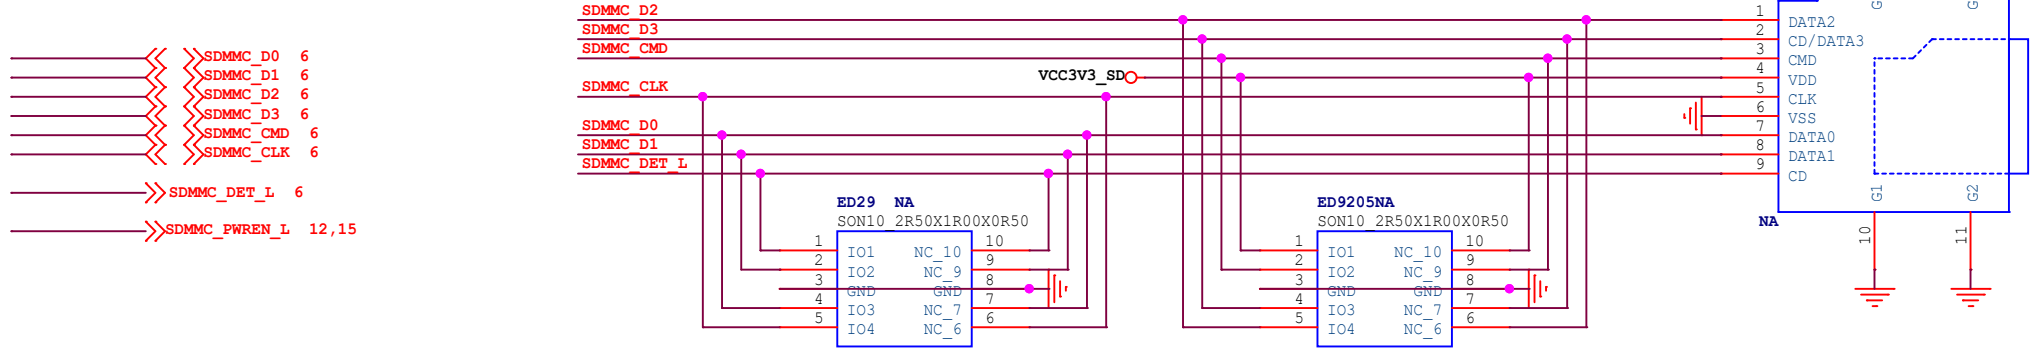 SDMMC_D0 6
SDMMC_D1 6
SDMMC_D2 6
SDMMC_D3 6
SDMMC_CMD 6
SDMMC_CLK 6
SDMMC_DET_L 6
SDMMC_PWREN_L 12,15
SDMMC_D2
SDMMC_D3
SDMMC_CMD
VCC3V3_SD
SDMMC_CLK
SDMMC_D0
SDMMC_D1
SDMMC_DET_L
ED29 NA
SON10_2R50X1R00X0R50
1 IO1 NC_10 10
2 IO2 NC_9 9
3 GND GND 8
4 IO3 NC_7 7
5 IO4 NC_6 6
ED9205NA
SON10_2R50X1R00X0R50
1 IO1 NC_10 10
2 IO2 NC_9 9
3 GND GND 8
4 IO3 NC_7 7
5 IO4 NC_6 6
1 DATA2
2 CD/DATA3
3 CMD
4 VDD
5 CLK
6 VSS
7 DATA0
8 DATA1
9 CD
G1 G2
NA
10 11